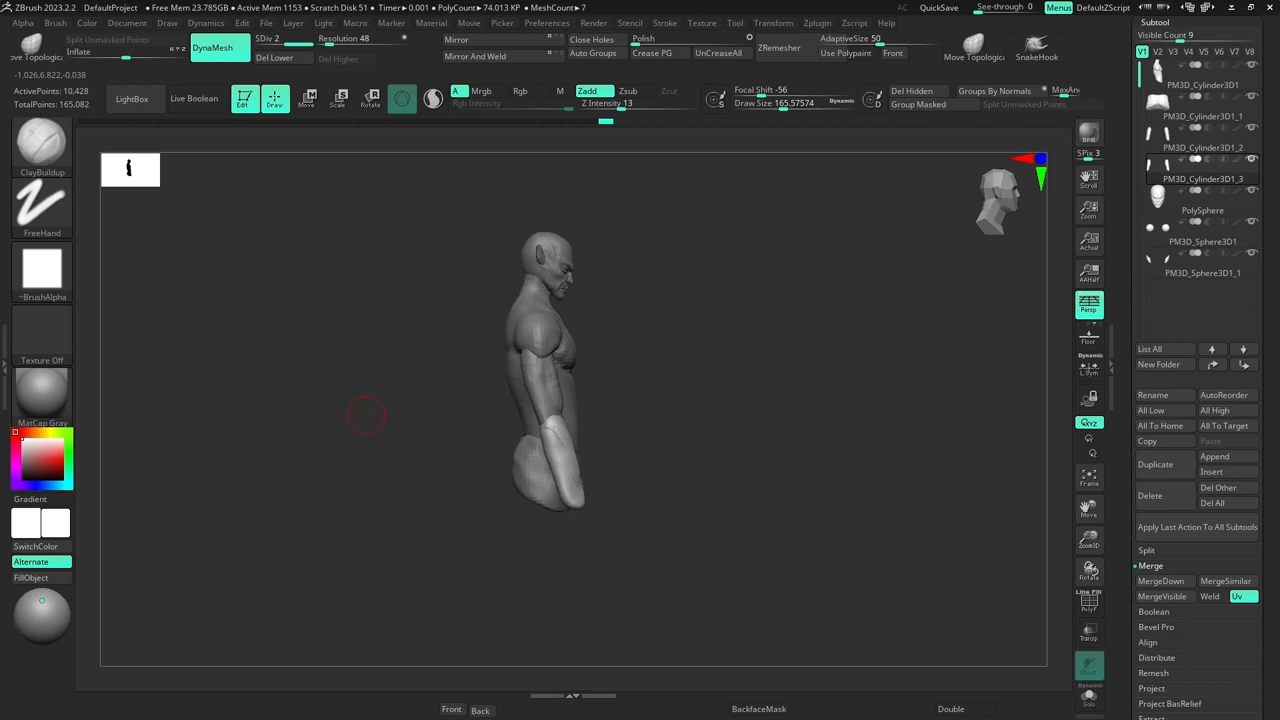 ZBrush 2023.2.2 DefaultProject • Free Mem 23.785GB • Active Mem 1153 • Scratch Disk 51 • Timer▸0.001 • PolyCount▸74.013 KP • MeshCount▸7 AC QuickSave See-through 0 Menus DefaultZScript
Alpha Brush Color Document Draw Dynamics Edit File Layer Light Macro Marker Material Movie Picker Preferences Render Stencil Stroke Texture Tool Transform Zplugin Zscript Help
Subtool
Visible Count 9
V1 V2 V3 V4 V5 V6 V7 V8
Split Unmasked Points
Inflate
DynaMesh
SDiv 2
Resolution 48
Del Lower
Del Higher
Mirror
Mirror And Weld
Close Holes
Auto Groups
Polish
Crease PG
UnCreaseAll
ZRemesher
AdaptiveSize 50
Use Polypaint
Front
Move Topologic
SnakeHook
-1.026,6.822,-0.038
ActivePoints: 10,428
TotalPoints: 165,082
LightBox
Live Boolean
Edit
Draw
Move
Scale
Rotate
A
Mrgb
Rgb
M
Rgb Intensity
Zadd
Zsub
Zcut
Z Intensity 13
Focal Shift -56
Draw Size 165.57574
Dynamic
S
D
Del Hidden
Groups By Normals
MaxAn
Group Masked
Split Unmasked Points
ClayBuildup
FreeHand
~BrushAlpha
Texture Off
MatCap Gray
Gradient
SwitchColor
Alternate
FillObject
BPR
SPix 3
Scroll
Zoom
Actual
AAHalf
Persp
Floor
Dynamic
L.Sym
Frame
Move
Zoom3D
Rotate
Line Fill
PolyF
Transp
Ghost
Dynamic
Solo
PM3D_Cylinder3D1
PM3D_Cylinder3D1_1
PM3D_Cylinder3D1_2
PM3D_Cylinder3D1_3
PolySphere
PM3D_Sphere3D1
PM3D_Sphere3D1_1
List All
New Folder
Rename AutoReorder
All Low All High
All To Home All To Target
Copy Paste
Duplicate
Append
Insert
Delete
Del Other
Del All
Apply Last Action To All Subtools
Split
Merge
MergeDown MergeSimilar
MergeVisible Weld Uv
Boolean
Bevel Pro
Align
Distribute
Remesh
Project
Project BasRelief
Extract
Front Back BackfaceMask Double